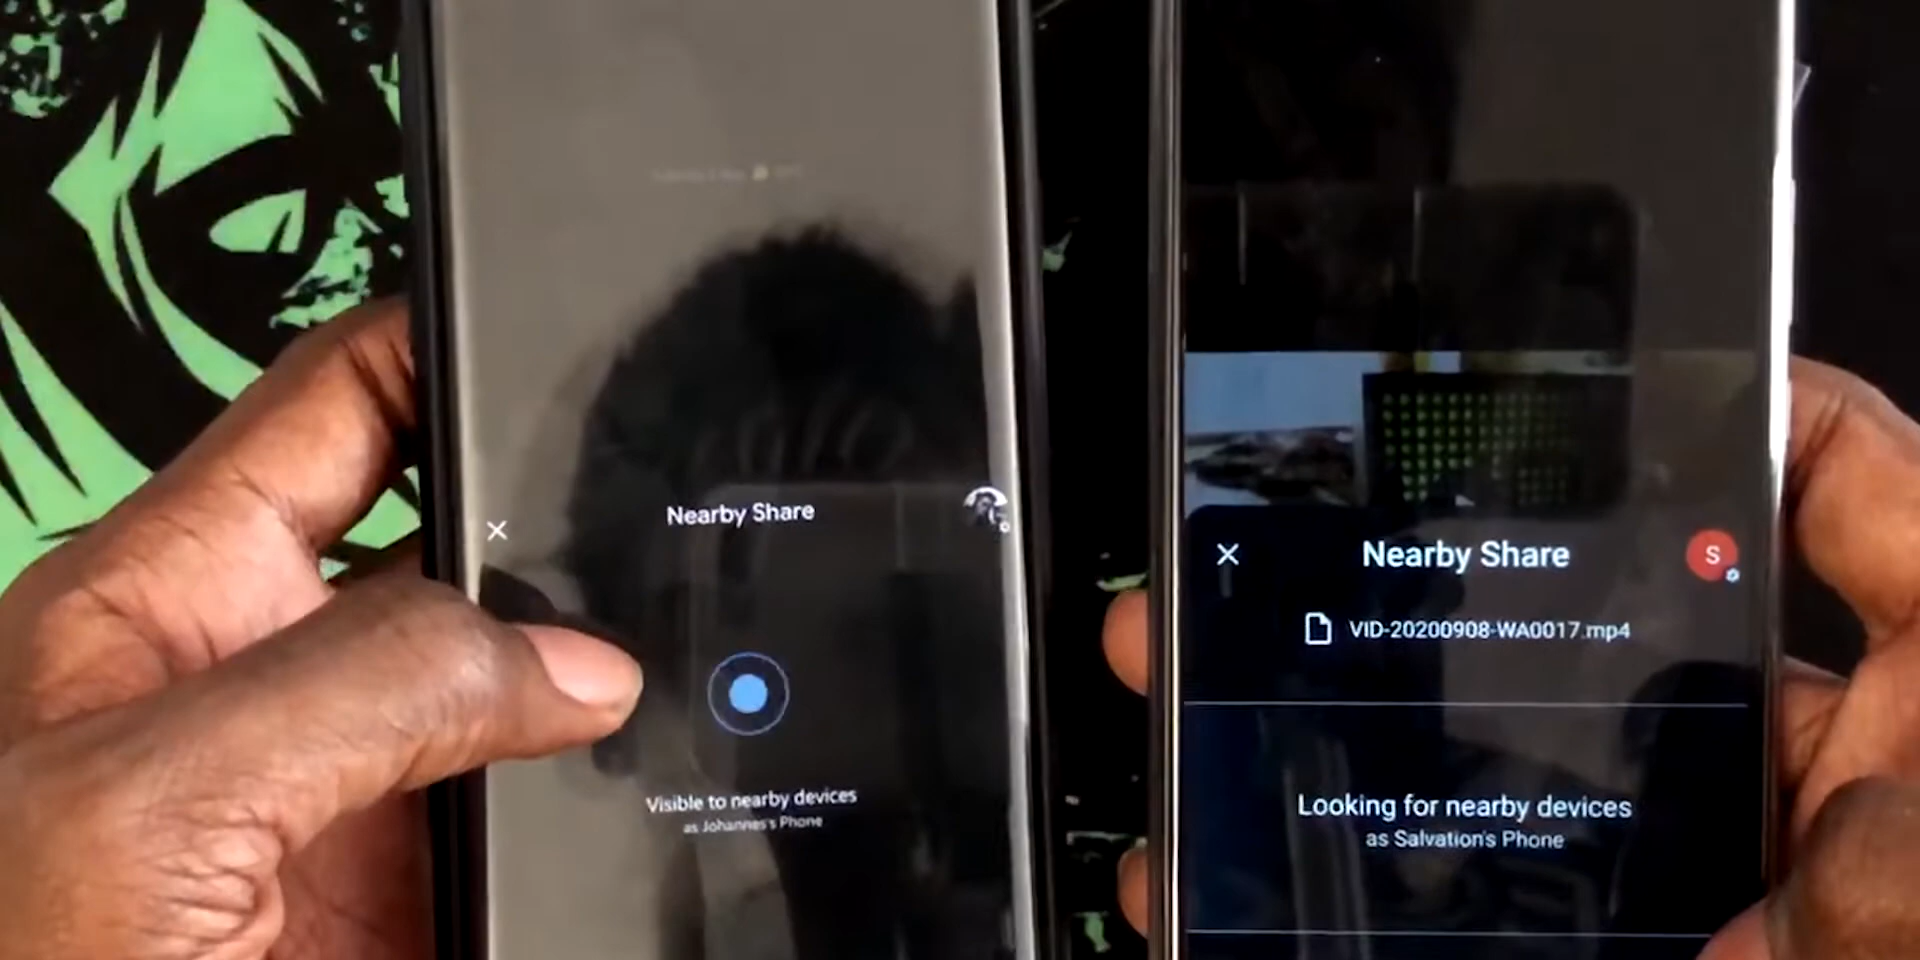 Nearby Share
Visible to nearby devices
as Johannes's Phone
Nearby Share
S
VID-20200908-WA0017.mp4
Looking for nearby devices
as Salvation's Phone